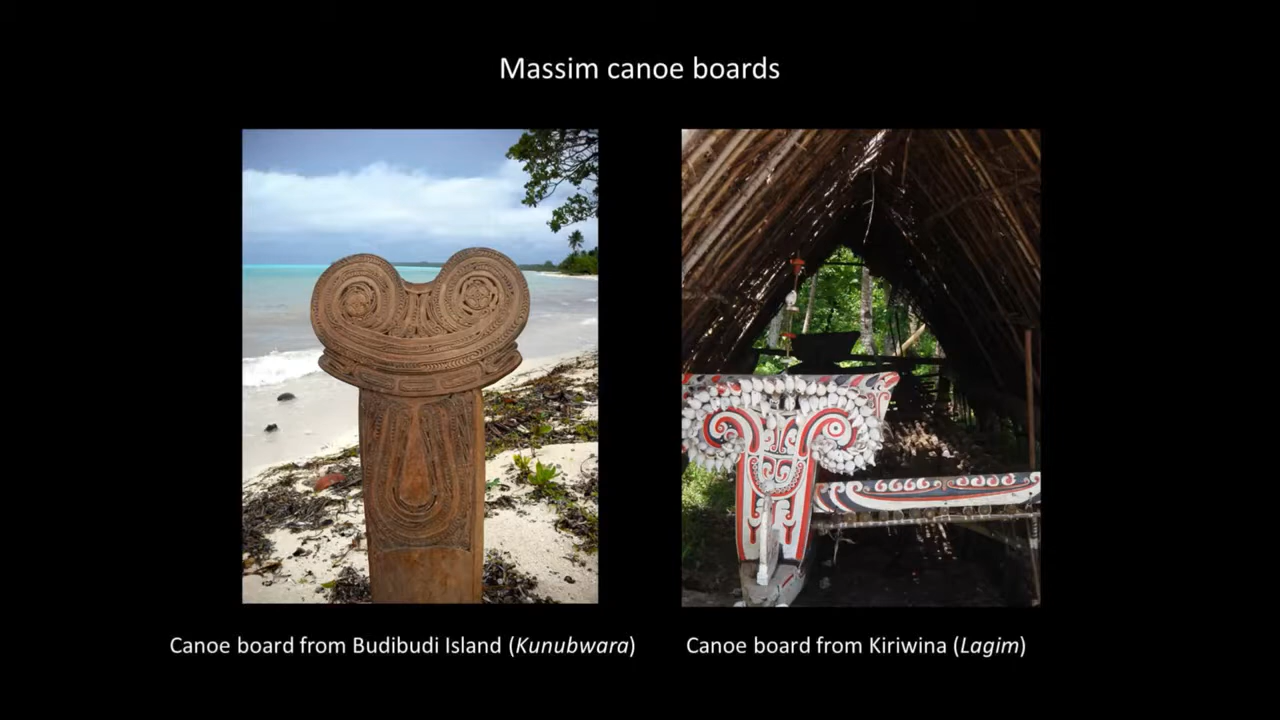 Massim canoe boards
Canoe board from Budibudi Island (Kunubwara)
Canoe board from Kiriwina (Lagim)